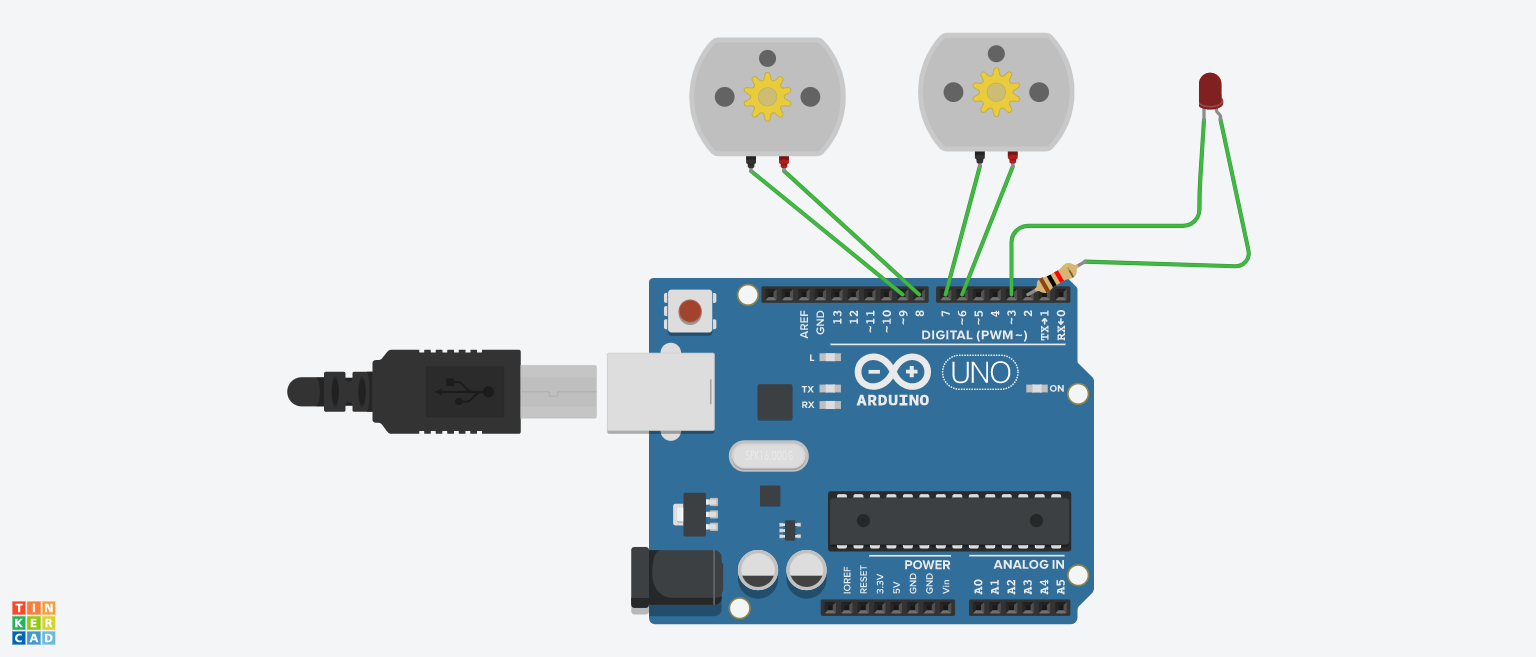 AREF
GND
13
12
~11
~10
~9
8
7
~6
~5
4
~3
2
TX→1
RX←0
DIGITAL (PWM~)
L
TX
RX
ARDUINO
UNO
ON
POWER
ANALOG IN
IOREF
RESET
3.3V
5V
GND
GND
Vin
A0
A1
A2
A3
A4
A5
TIN
KER
CAD